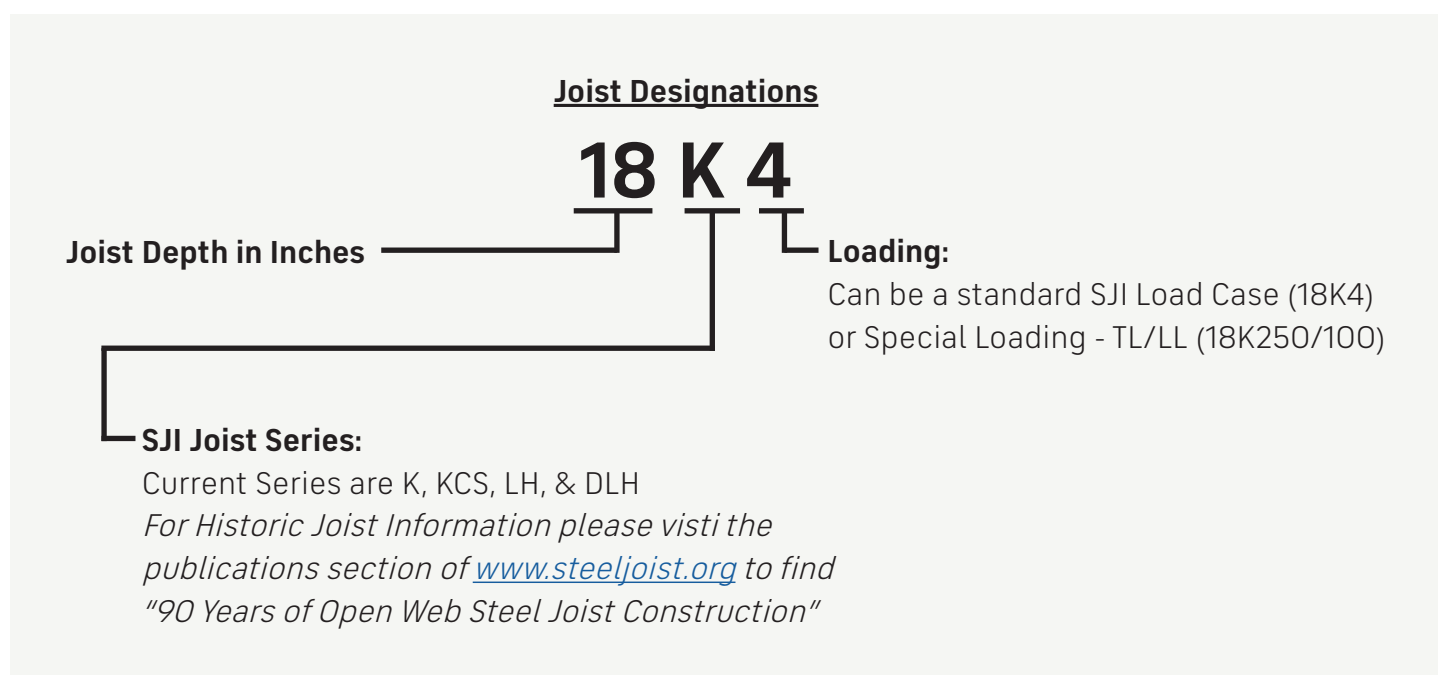 Joist Designations
18 K 4
Joist Depth in Inches
Loading:
Can be a standard SJI Load Case (18K4)
or Special Loading - TL/LL (18K250/100)
SJI Joist Series:
Current Series are K, KCS, LH, & DLH
For Historic Joist Information please visti the
publications section of www.steeljoist.org to find
"90 Years of Open Web Steel Joist Construction"